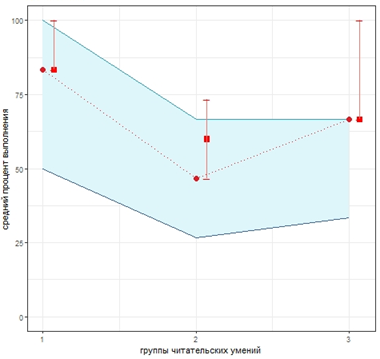 средний процент выполнения
100
75
50
25
0
1 2 3
группы читательских умений